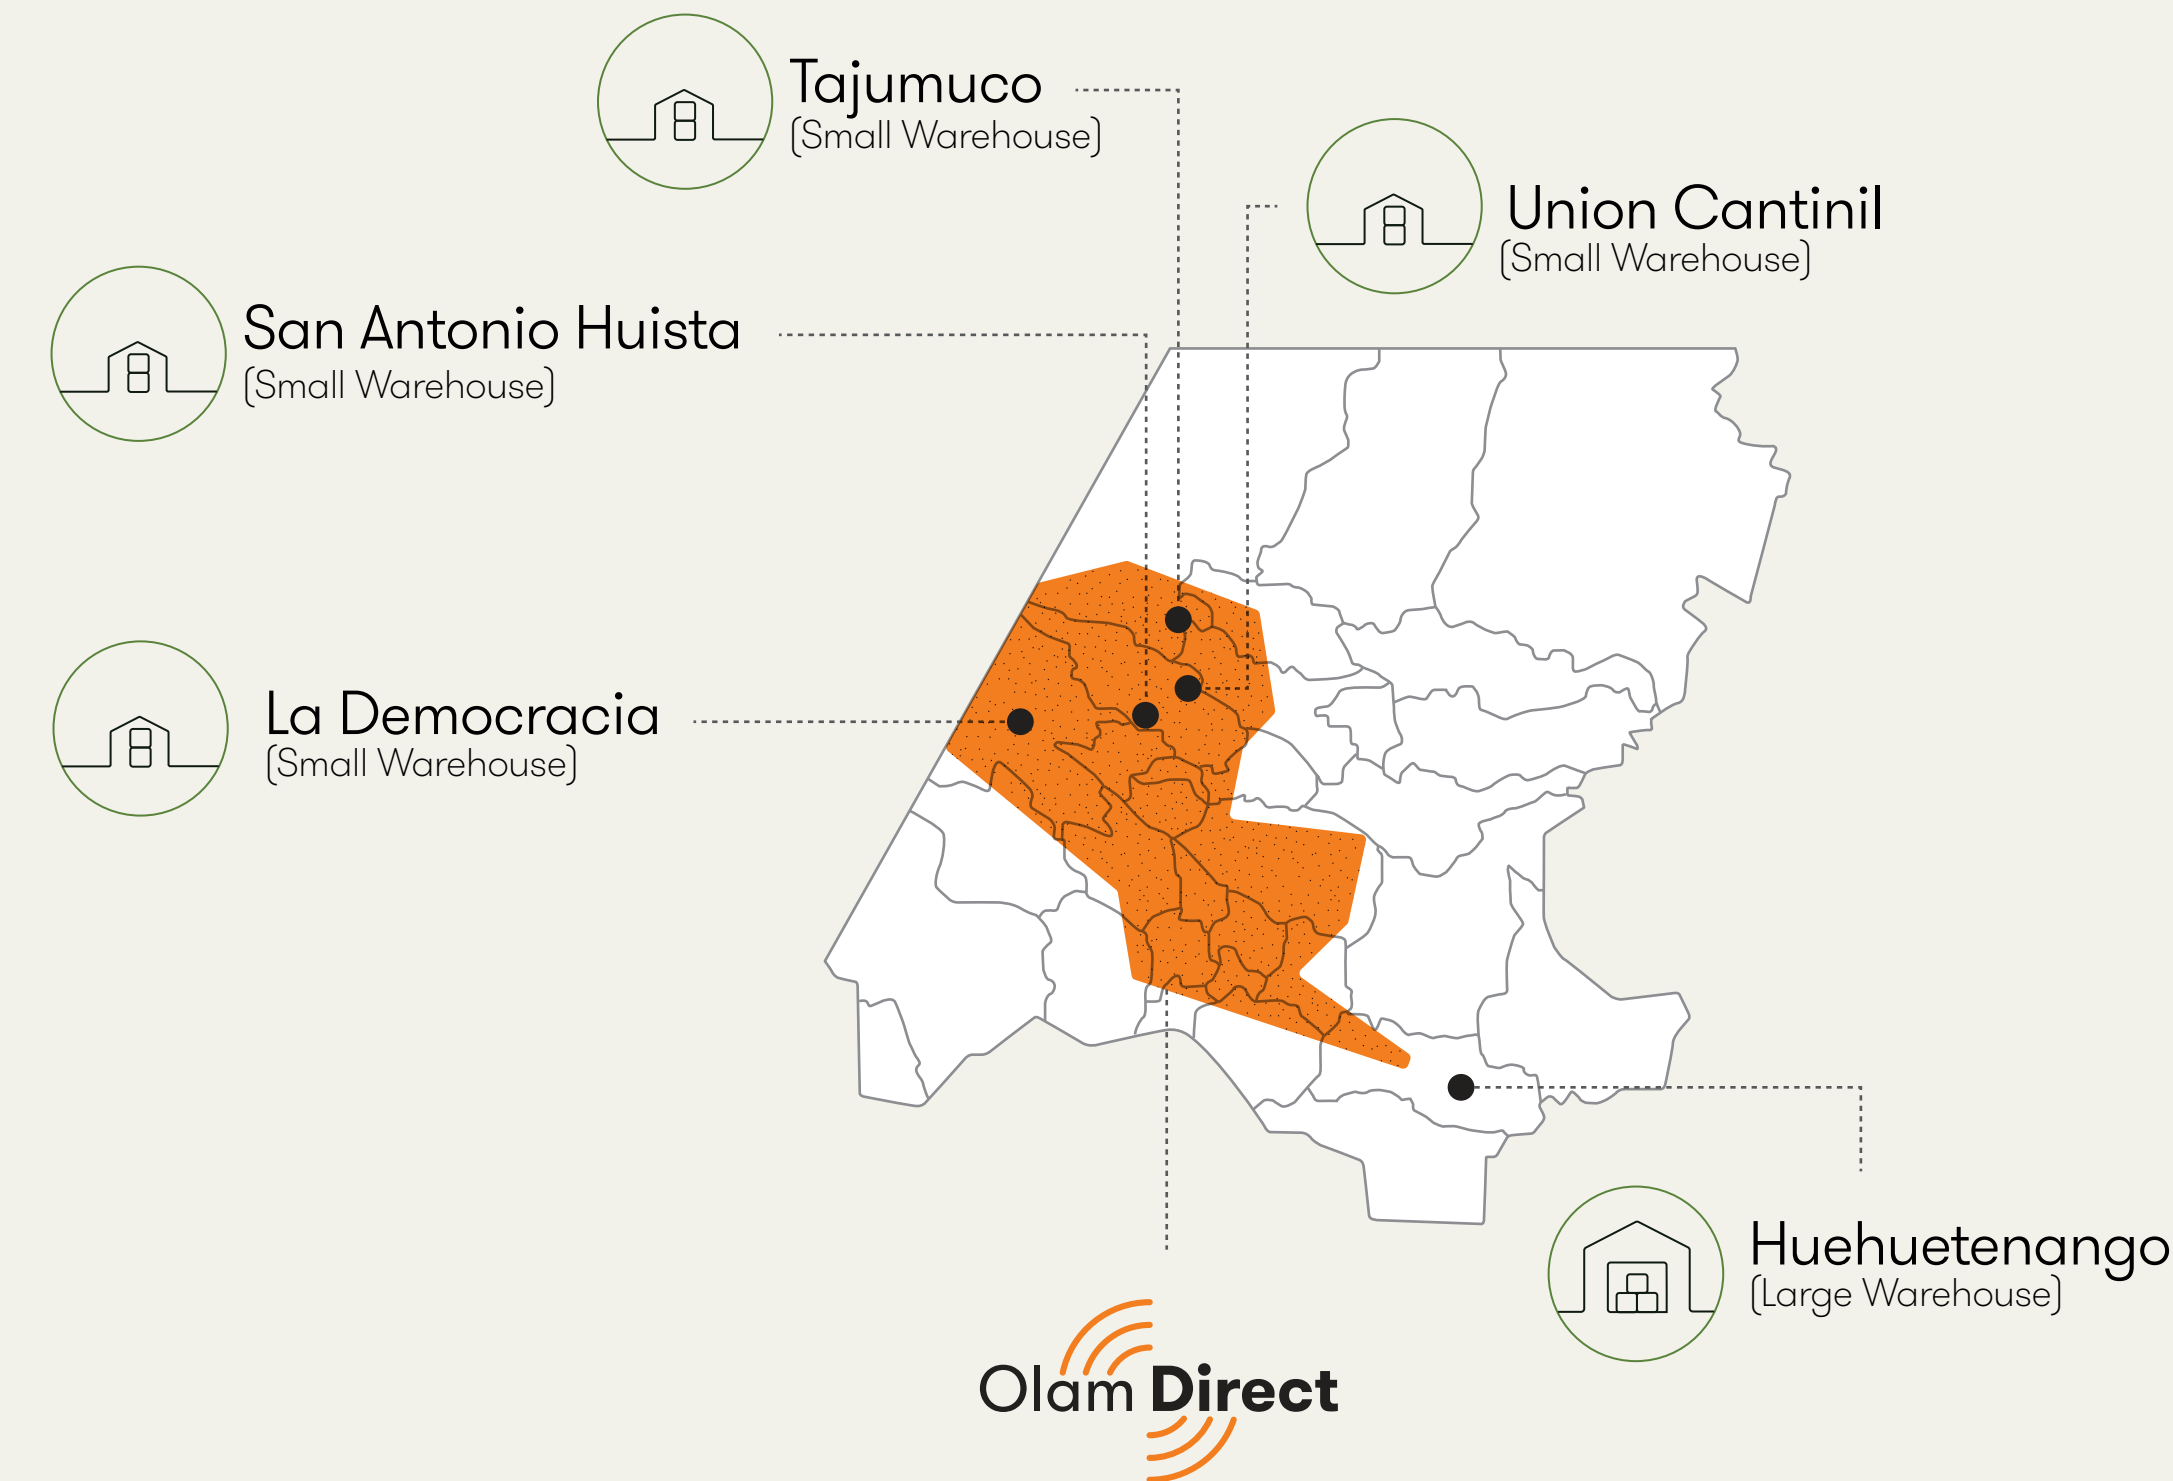 Tajumuco
(Small Warehouse)
Union Cantinil
(Small Warehouse)
San Antonio Huista
(Small Warehouse)
La Democracia
(Small Warehouse)
Huehuetenango
(Large Warehouse)
Olam Direct